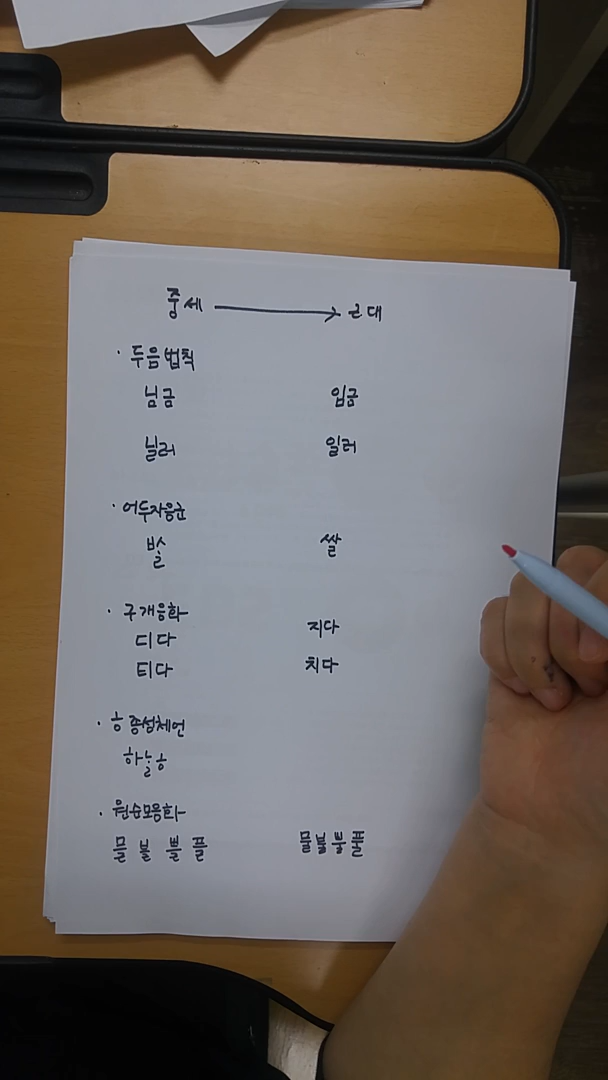 중세 → 근대
· 두음법칙
님금 임금
닐러 일러
· 어두자음군
ᄡᆞᆯ 쌀
· 구개음화
디다 지다
티다 치다
· ㅎ 종성체언
하ᄂᆞᆯㅎ
· 원순모음화
믈 블 쁠 플 물 불 뿔 풀